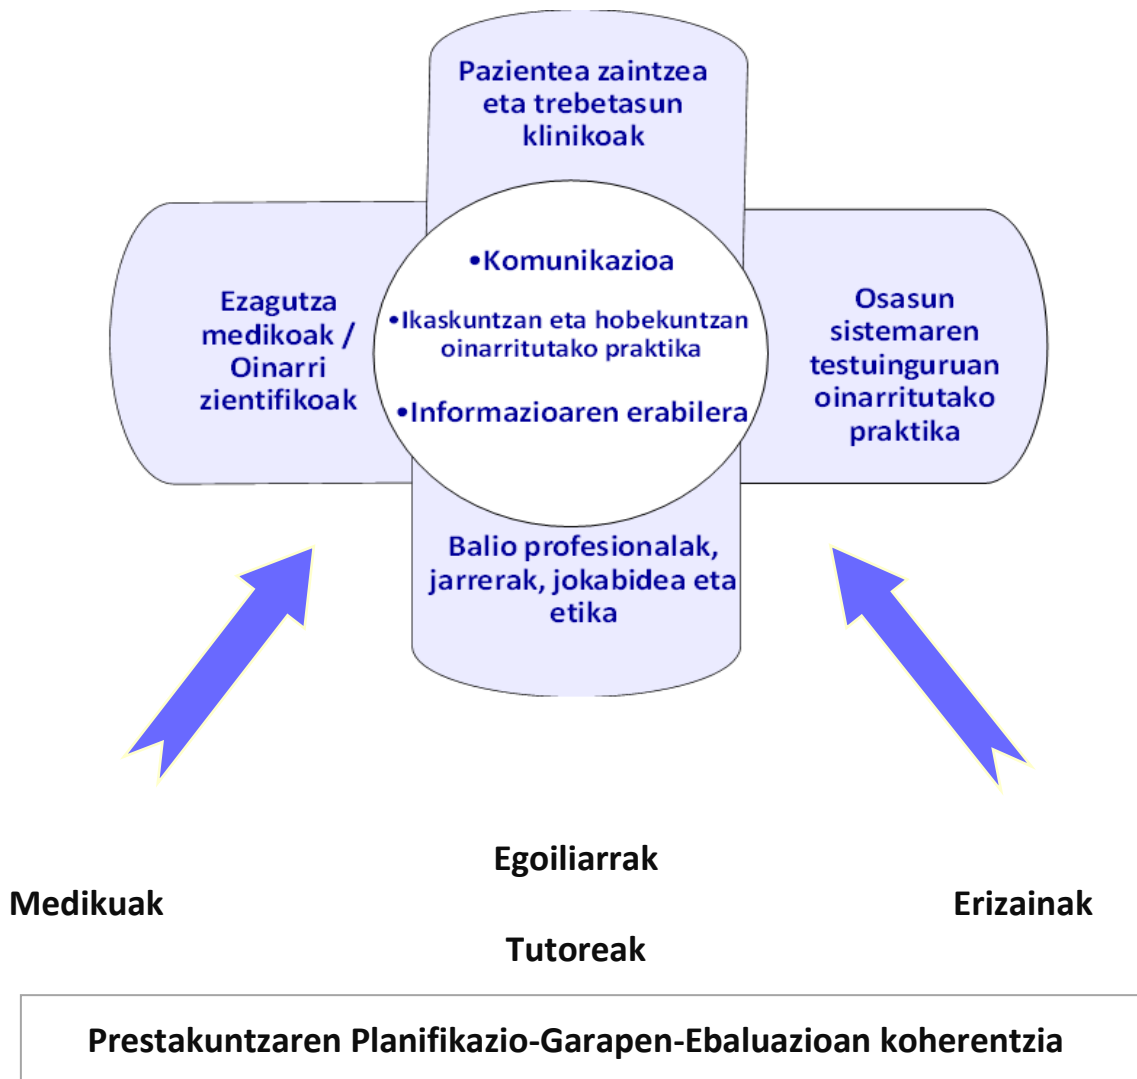 Pazientea zaintzea
eta trebetasun
klinikoak
Ezagutza
medikoak /
Oinarri
zientifikoak
•Komunikazioa
•Ikaskuntzan eta hobekuntzan
oinarritutako praktika
•Informazioaren erabilera
Osasun
sistemaren
testuinguruan
oinarritutako
praktika
Balio profesionalak,
jarrerak, jokabidea eta
etika
Egoiliarrak
Medikuak
Erizainak
Tutoreak
Prestakuntzaren Planifikazio-Garapen-Ebaluazioan koherentzia